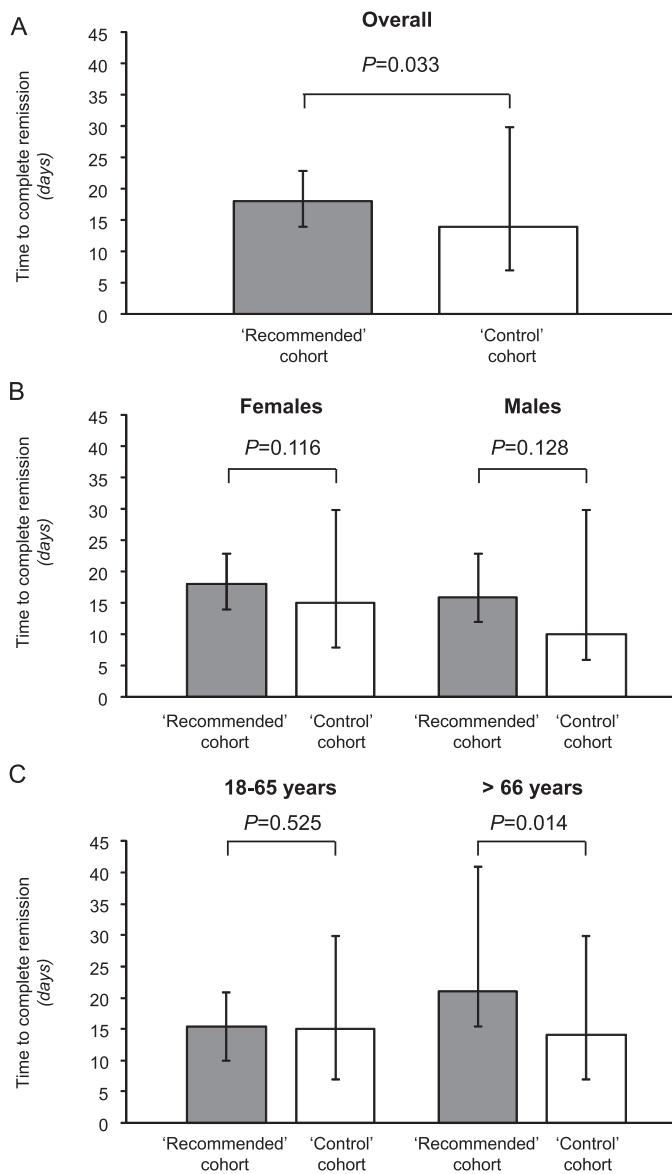 A
Overall
P=0.033
Time to complete remission
(days)
45
40
35
30
25
20
15
10
5
0
‘Recommended’
cohort
‘Control’
cohort
B
Females
Males
P=0.116
P=0.128
Time to complete remission
(days)
45
40
35
30
25
20
15
10
5
0
‘Recommended’
cohort
‘Control’
cohort
‘Recommended’
cohort
‘Control’
cohort
C
18-65 years
> 66 years
P=0.525
P=0.014
Time to complete remission
(days)
45
40
35
30
25
20
15
10
5
0
‘Recommended’
cohort
‘Control’
cohort
‘Recommended’
cohort
‘Control’
cohort